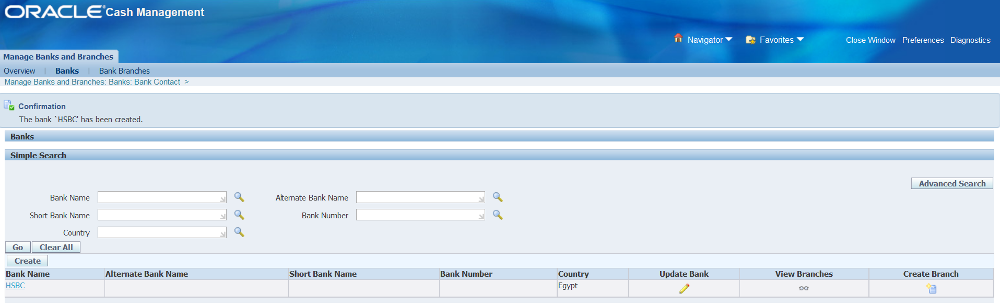 ORACLE® Cash Management
Navigator Favorites Close Window Preferences Diagnostics
Manage Banks and Branches
Overview | Banks | Bank Branches
Manage Banks and Branches: Banks: Bank Contact >
Confirmation
The bank `HSBC' has been created.
Banks
Simple Search
Advanced Search
Bank Name Alternate Bank Name
Short Bank Name Bank Number
Country
Go Clear All
Create
Bank Name Alternate Bank Name Short Bank Name Bank Number Country Update Bank View Branches Create Branch
HSBC Egypt